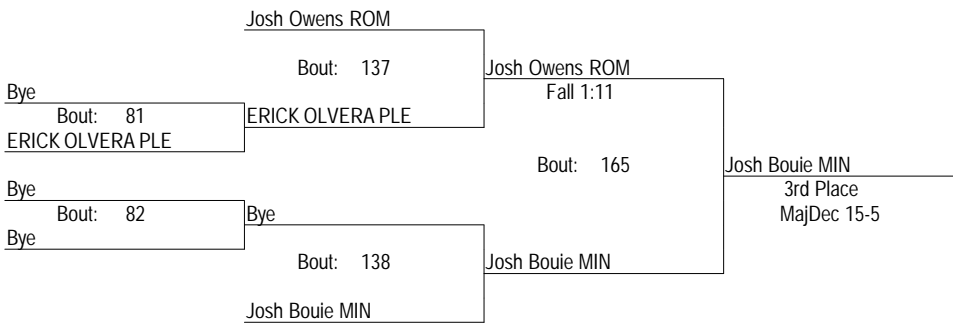 Josh Owens ROM
Bout: 137
Josh Owens ROM
Fall 1:11
Bye
Bout: 81
ERICK OLVERA PLE
ERICK OLVERA PLE
Bout: 165
Josh Bouie MIN
3rd Place
MajDec 15-5
Bye
Bout: 82
Bye
Bye
Bout: 138
Josh Bouie MIN
Josh Bouie MIN